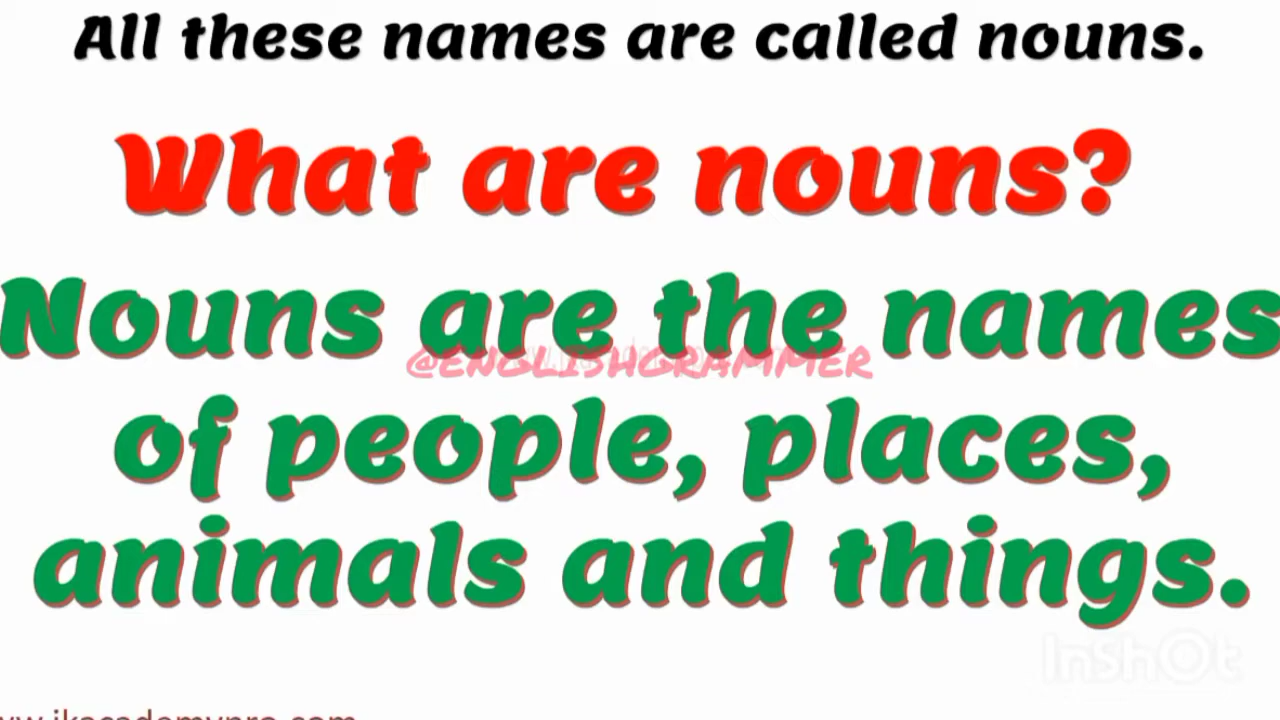 All these names are called nouns.
What are nouns?
Nouns are the names
@ENGLISHGRAMMER
of people, places,
animals and things.
InShOt